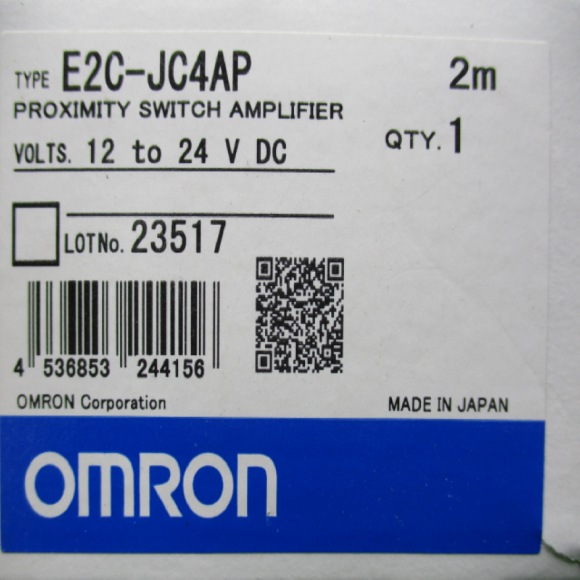 TYPE E2C-JC4AP 2m
PROXIMITY SWITCH AMPLIFIER
VOLTS. 12 to 24 V DC QTY. 1
LOT No. 23517
4 536853 244156
OMRON Corporation MADE IN JAPAN
OMRON